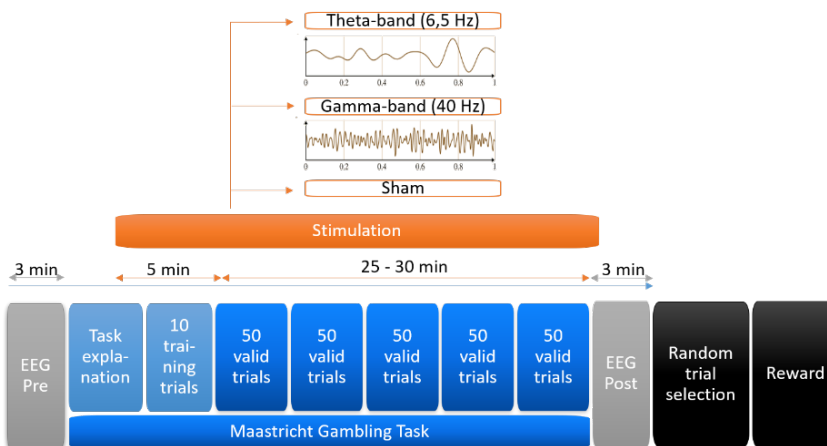 Theta-band (6,5 Hz)
0 0.2 0.4 0.6 0.8 1
Gamma-band (40 Hz)
0 0.2 0.4 0.6 0.8 1
Sham
Stimulation
3 min
5 min
25 - 30 min
3 min
EEG
Pre
Task
expla-
nation
10
trai-
ning
trials
50
valid
trials
50
valid
trials
50
valid
trials
50
valid
trials
50
valid
trials
EEG
Post
Random
trial
selection
Reward
Maastricht Gambling Task